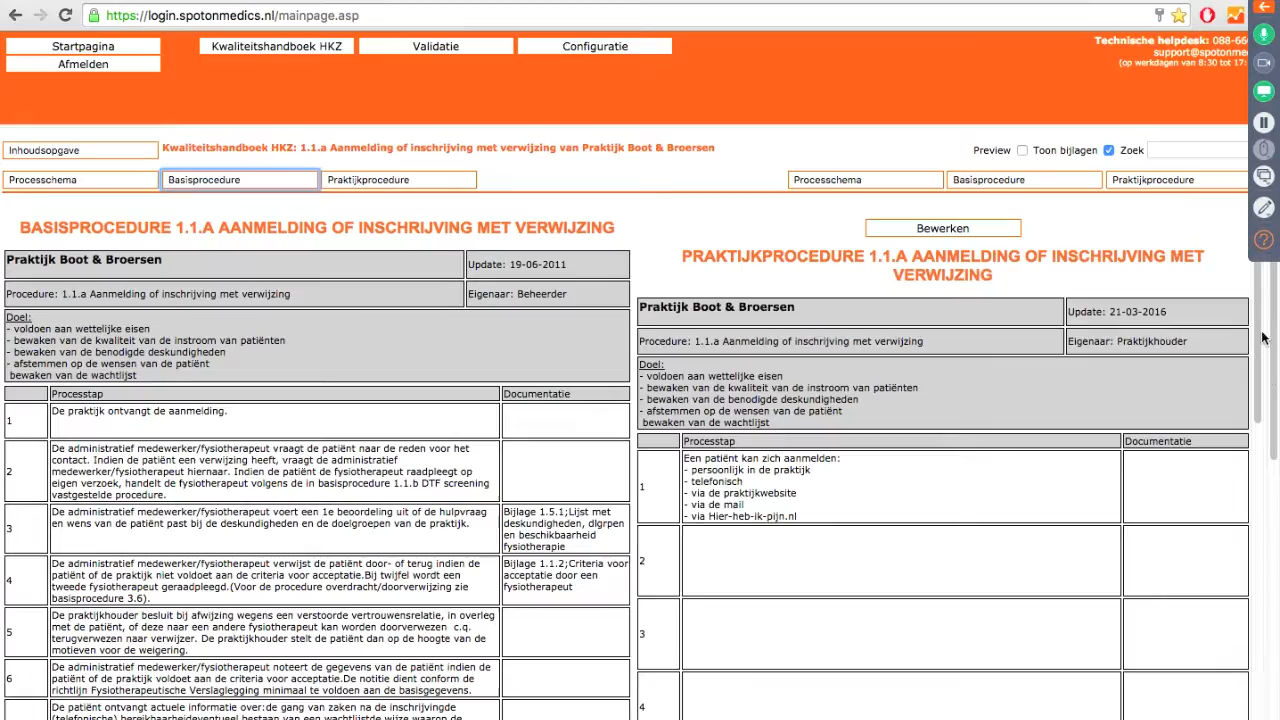 https://login.spotonmedics.nl/mainpage.asp
Startpagina
Kwaliteitshandboek HKZ
Validatie
Configuratie
Afmelden
Technische helpdesk: 088-66
support@spotonmed
(op werkdagen van 8:30 tot 17:
Inhoudsopgave
Kwaliteitshandboek HKZ: 1.1.a Aanmelding of inschrijving met verwijzing van Praktijk Boot & Broersen
Preview
Toon bijlagen
Zoek
Processchema
Basisprocedure
Praktijkprocedure
Processchema
Basisprocedure
Praktijkprocedure
BASISPROCEDURE 1.1.A AANMELDING OF INSCHRIJVING MET VERWIJZING
Praktijk Boot & Broersen
Update: 19-06-2011
Procedure: 1.1.a Aanmelding of inschrijving met verwijzing
Eigenaar: Beheerder
Doel:
- voldoen aan wettelijke eisen
- bewaken van de kwaliteit van de instroom van patiënten
- bewaken van de benodigde deskundigheden
- afstemmen op de wensen van de patiënt
bewaken van de wachtlijst
Processtap
Documentatie
1
De praktijk ontvangt de aanmelding.
2
De administratief medewerker/fysiotherapeut vraagt de patiënt naar de reden voor het
contact. Indien de patiënt een verwijzing heeft, vraagt de administratief
medewerker/fysiotherapeut hiernaar. Indien de patiënt de fysiotherapeut raadpleegt op
eigen verzoek, handelt de fysiotherapeut volgens de in basisprocedure 1.1.b DTF screening
vastgestelde procedure.
3
De administratief medewerker/fysiotherapeut voert een 1e beoordeling uit of de hulpvraag
en wens van de patiënt past bij de deskundigheden en de doelgroepen van de praktijk.
Bijlage 1.5.1;Lijst met
deskundigheden, dlgrpen
en beschikbaarheid
fysiotherapie
4
De administratief medewerker/fysiotherapeut verwijst de patiënt door- of terug indien de
patiënt of de praktijk niet voldoet aan de criteria voor acceptatie.Bij twijfel wordt een
tweede fysiotherapeut geraadpleegd.(Voor de procedure overdracht/doorverwijzing zie
basisprocedure 3.6).
Bijlage 1.1.2;Criteria voor
acceptatie door een
fysiotherapeut
5
De praktijkhouder besluit bij afwijzing wegens een verstoorde vertrouwensrelatie, in overleg
met de patiënt, of deze naar een andere fysiotherapeut kan worden doorverwezen c.q.
terugverwezen naar verwijzer. De praktijkhouder stelt de patiënt dan op de hoogte van de
motieven voor de weigering.
6
De administratief medewerker/fysiotherapeut noteert de gegevens van de patiënt indien de
patiënt of de praktijk voldoet aan de criteria voor acceptatie.De notitie dient conform de
richtlijn Fysiotherapeutische Verslaglegging minimaal te voldoen aan de basisgegevens.
De patiënt ontvangt actuele informatie over:de gang van zaken na de inschrijvinge
(telefonische) bereikbaarheideventueel bestaan van een wachtlijstde wijze waarop de
Bewerken
PRAKTIJKPROCEDURE 1.1.A AANMELDING OF INSCHRIJVING MET
VERWIJZING
Praktijk Boot & Broersen
Update: 21-03-2016
Procedure: 1.1.a Aanmelding of inschrijving met verwijzing
Eigenaar: Praktijkhouder
Doel:
- voldoen aan wettelijke eisen
- bewaken van de kwaliteit van de instroom van patiënten
- bewaken van de benodigde deskundigheden
- afstemmen op de wensen van de patiënt
bewaken van de wachtlijst
Processtap
Documentatie
1
Een patiënt kan zich aanmelden:
- persoonlijk in de praktijk
- telefonisch
- via de praktijkwebsite
- via de mail
- via Hier-heb-ik-pijn.nl
2
3
4